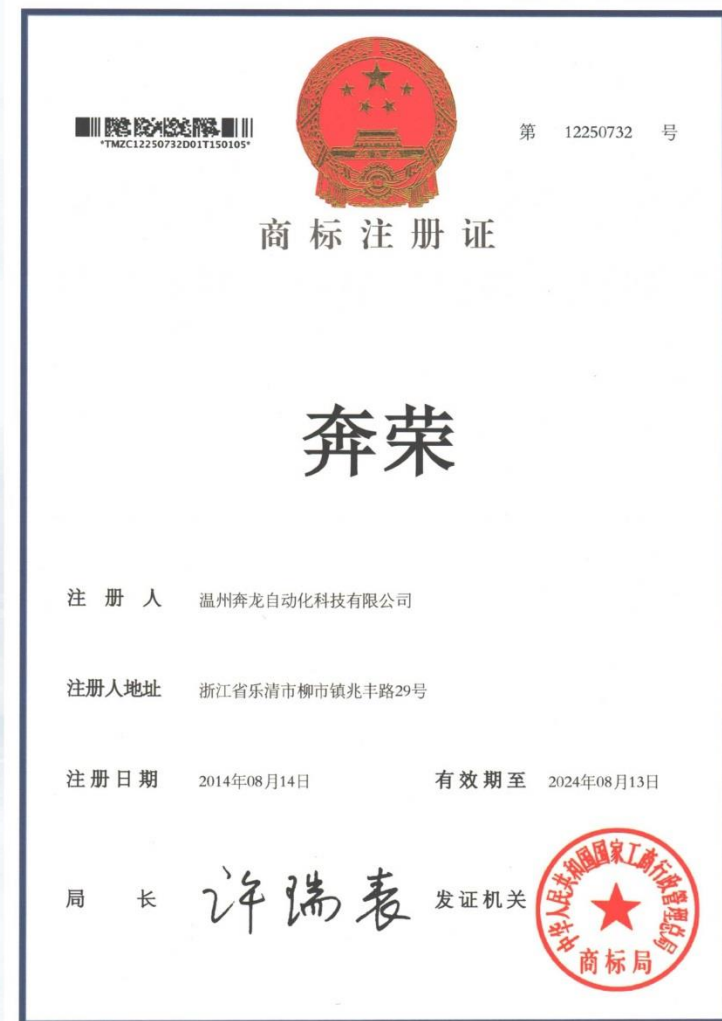 *TMZC12250732D01T150105*
第 12250732 号
商标注册证
奔荣
注册人 温州奔龙自动化科技有限公司
注册人地址 浙江省乐清市柳市镇兆丰路29号
注册日期 2014年08月14日 有效期至 2024年08月13日
局长 许瑞表 发证机关
中华人民共和国国家工商行政管理总局
商标局